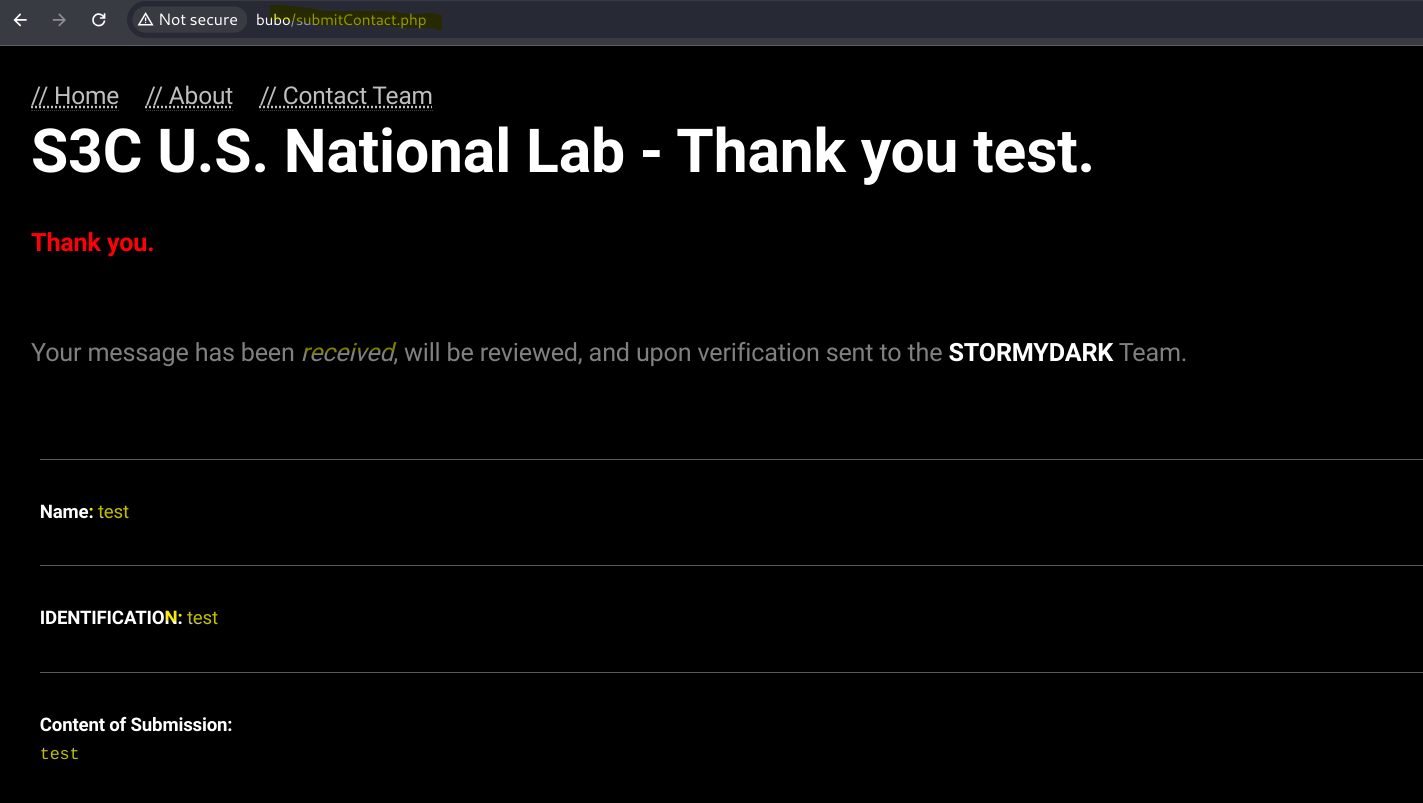 Not secure bubo/submitContact.php
// Home // About // Contact Team
S3C U.S. National Lab - Thank you test.
Thank you.
Your message has been received, will be reviewed, and upon verification sent to the STORMYDARK Team.
Name: test
IDENTIFICATION: test
Content of Submission:
test